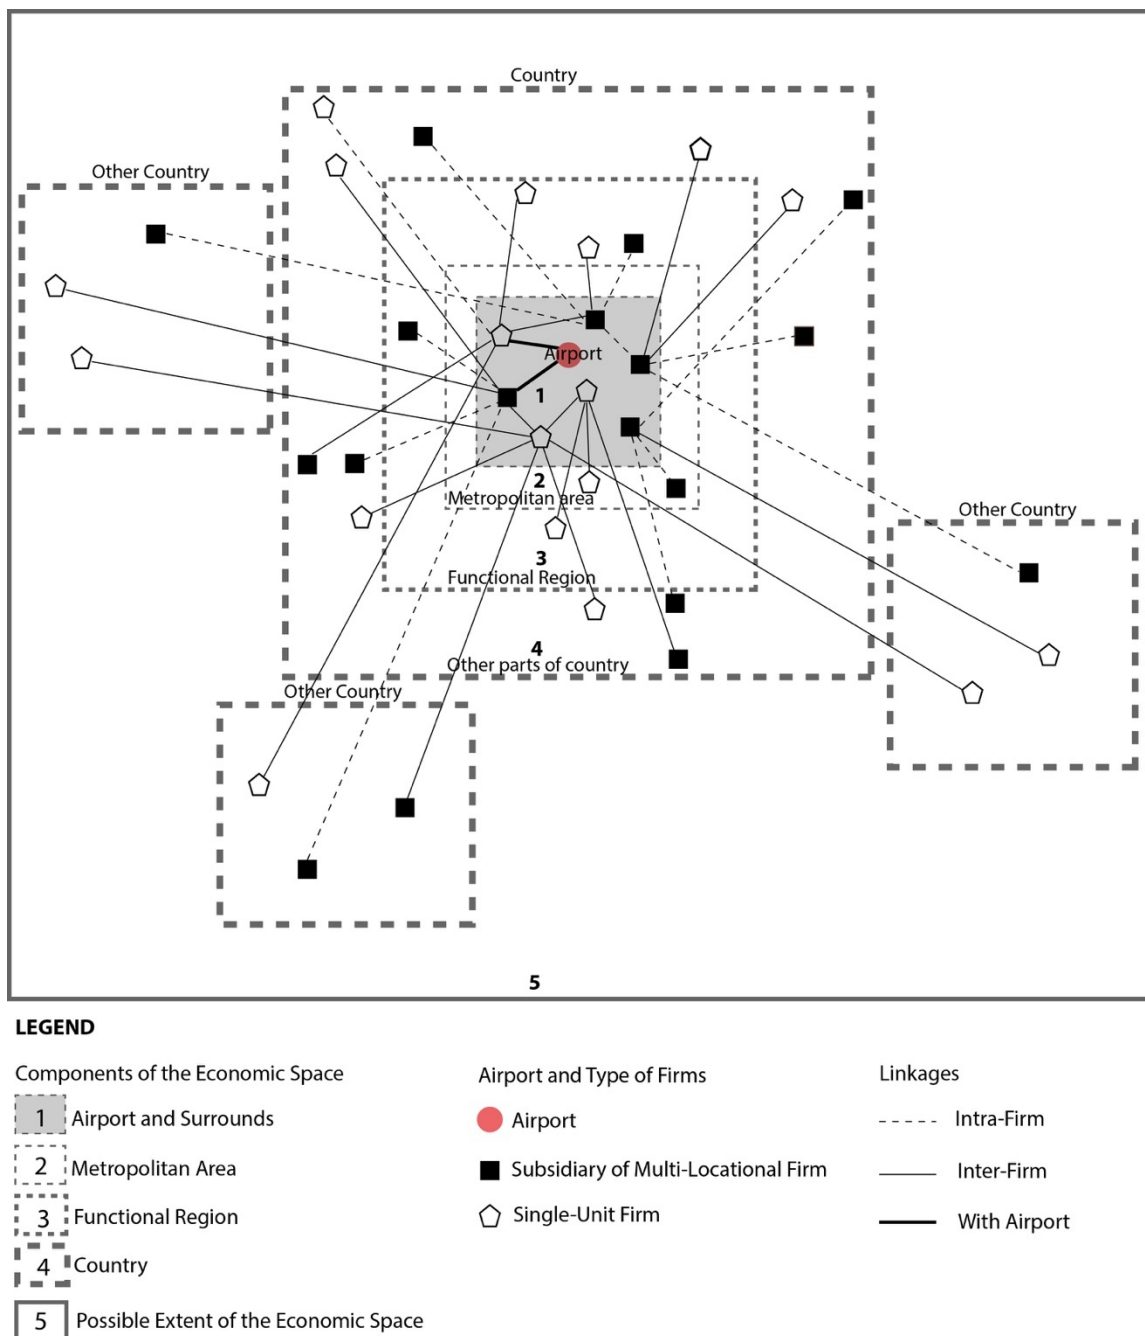 Country
Other Country
Airport
1
2
Metropolitan area
Other Country
3
Functional Region
4
Other parts of country
Other Country
5
LEGEND
Components of the Economic Space
1 Airport and Surrounds
2 Metropolitan Area
3 Functional Region
4 Country
5 Possible Extent of the Economic Space
Airport and Type of Firms
Airport
Subsidiary of Multi-Locational Firm
Single-Unit Firm
Linkages
Intra-Firm
Inter-Firm
With Airport